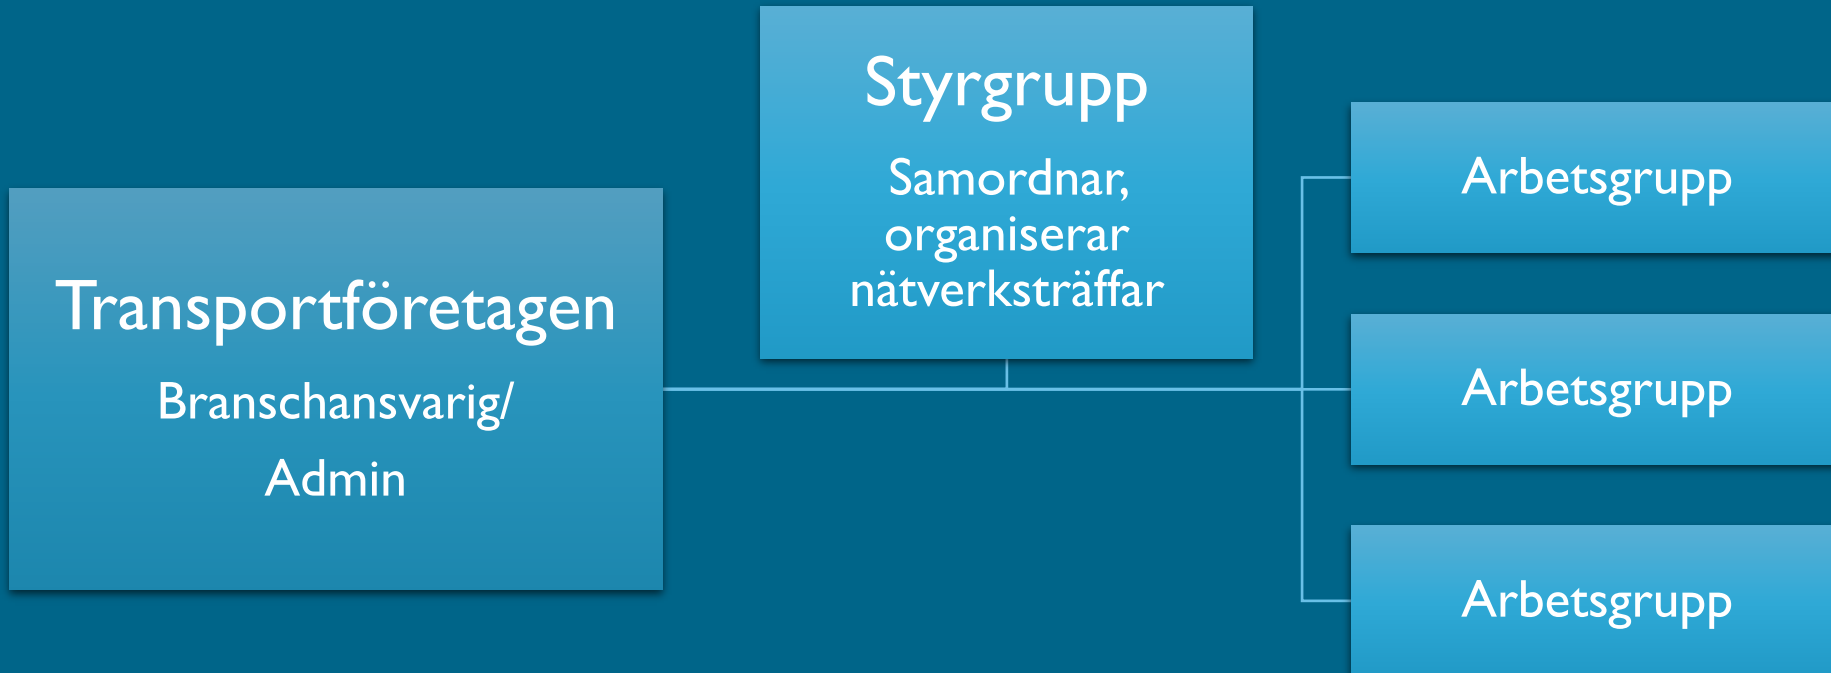 Transportföretagen
Branschansvarig/
Admin
Styrgrupp
Samordnar,
organiserar
nätverksträffar
Arbetsgrupp
Arbetsgrupp
Arbetsgrupp